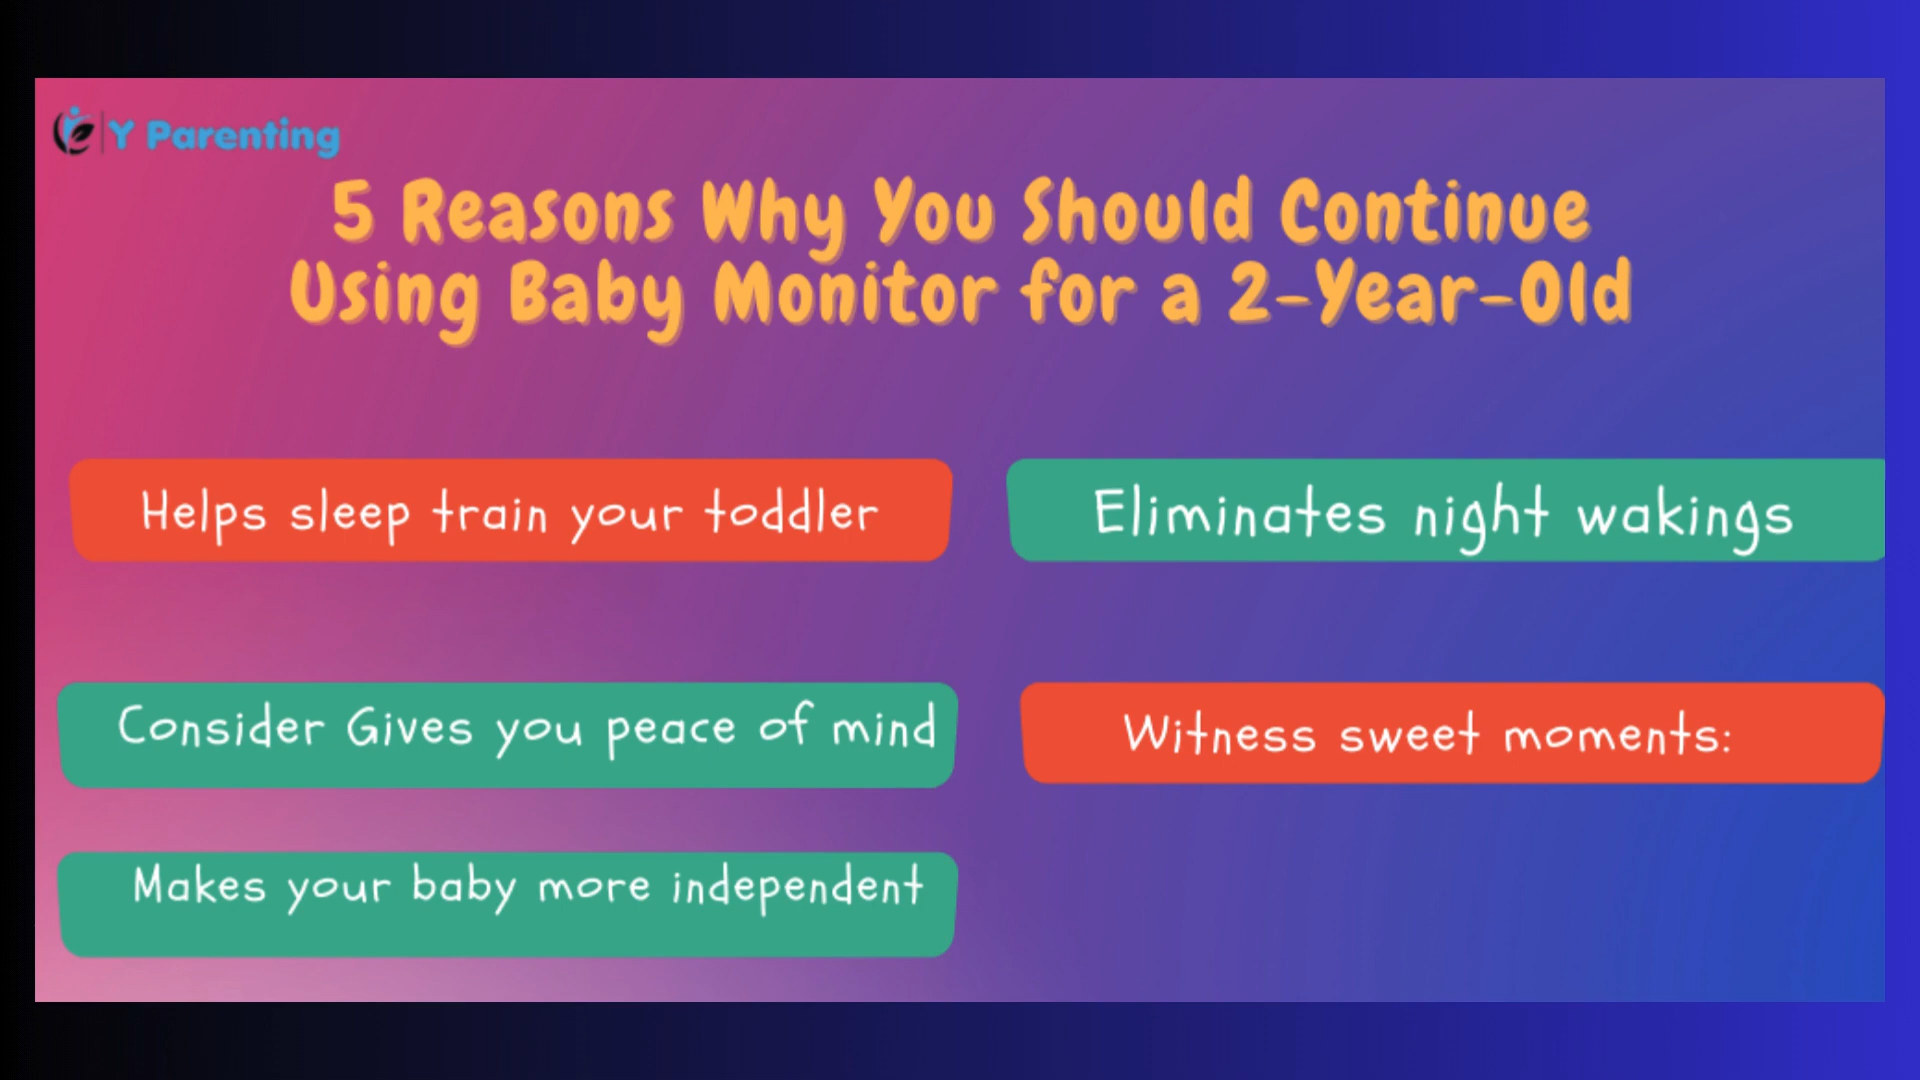 Y Parenting
5 Reasons Why You Should Continue
Using Baby Monitor for a 2-Year-Old
Helps sleep train your toddler
Eliminates night wakings
Consider Gives you peace of mind
Witness sweet moments:
Makes your baby more independent